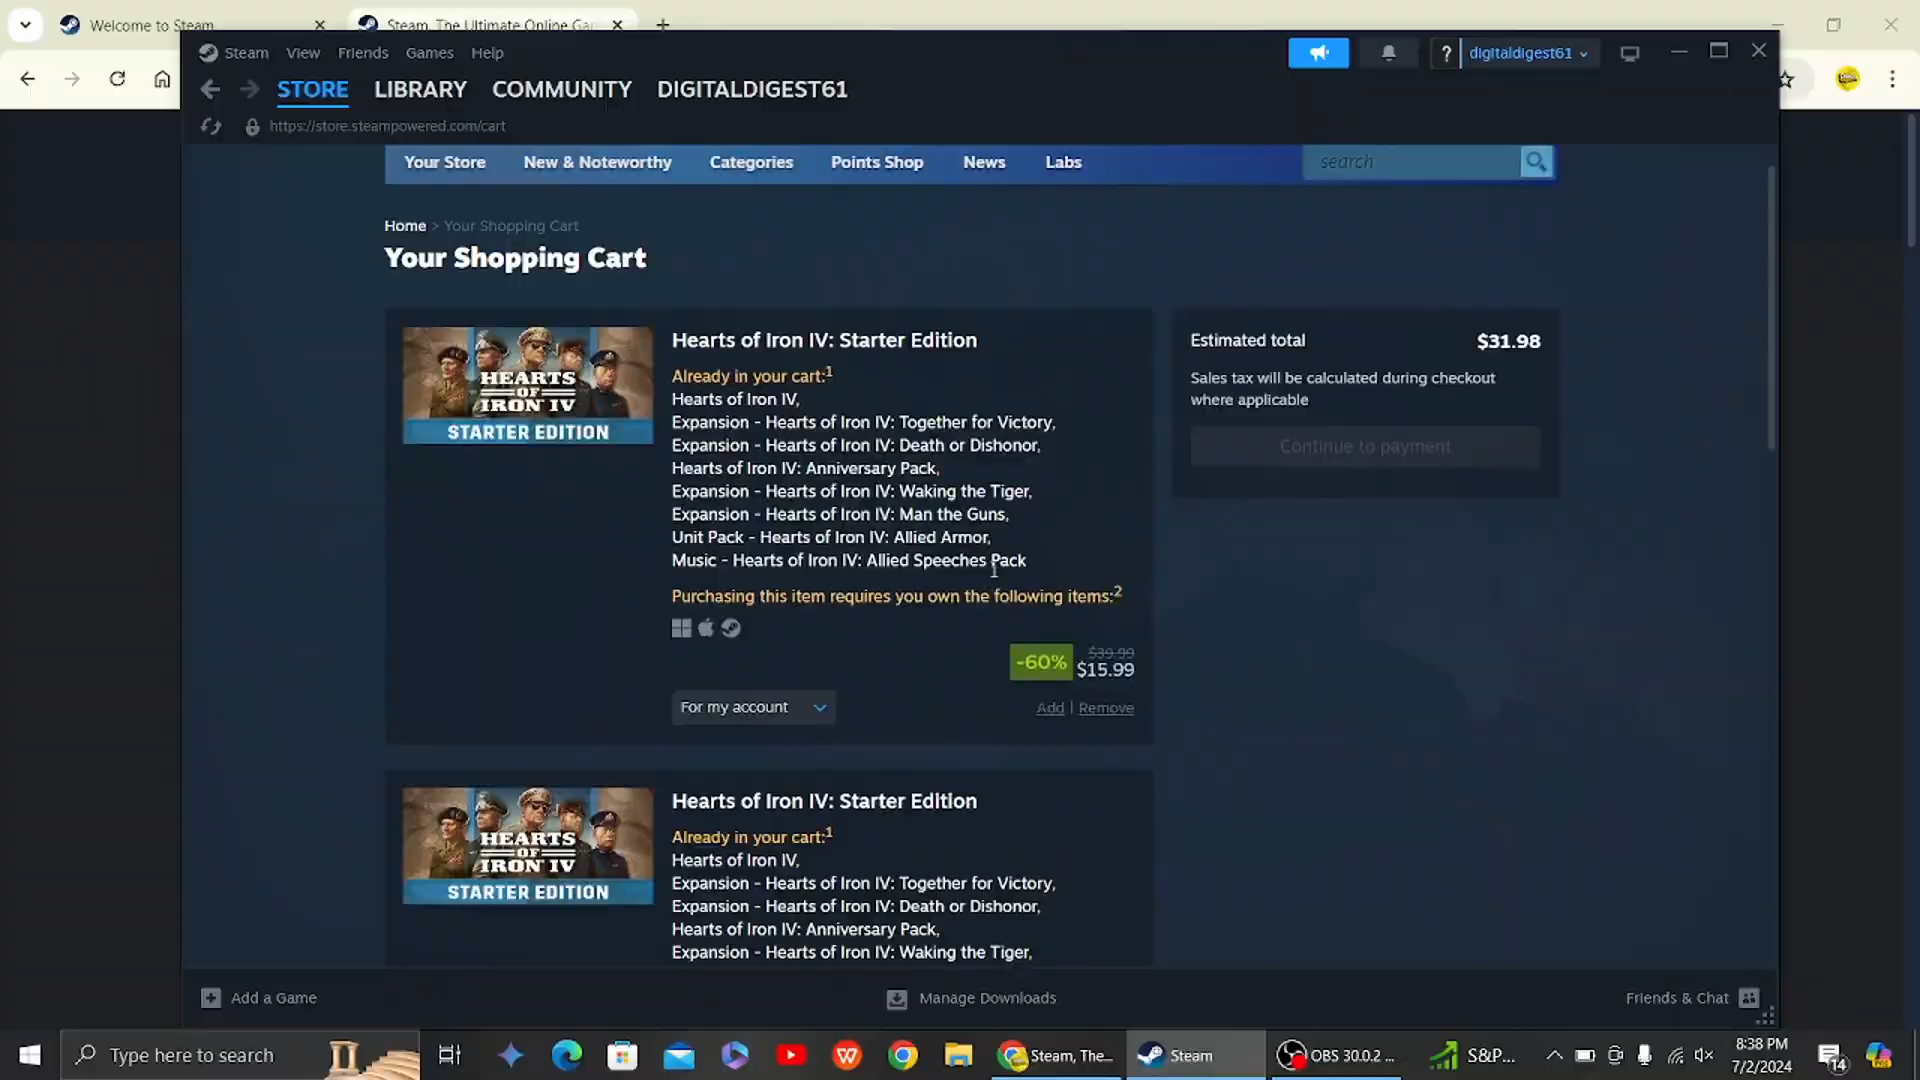 Welcome to Steam
Steam, The Ultimate Online Ga
Steam View Friends Games Help
? digitaldigest61
STORE LIBRARY COMMUNITY DIGITALDIGEST61
https://store.steampowered.com/cart
Your Store New & Noteworthy Categories Points Shop News Labs
search
Home > Your Shopping Cart
Your Shopping Cart
HEARTS
OF
IRON IV
STARTER EDITION
Hearts of Iron IV: Starter Edition
Already in your cart:1
Hearts of Iron IV,
Expansion - Hearts of Iron IV: Together for Victory,
Expansion - Hearts of Iron IV: Death or Dishonor,
Hearts of Iron IV: Anniversary Pack,
Expansion - Hearts of Iron IV: Waking the Tiger,
Expansion - Hearts of Iron IV: Man the Guns,
Unit Pack - Hearts of Iron IV: Allied Armor,
Music - Hearts of Iron IV: Allied Speeches Pack
Purchasing this item requires you own the following items:2
-60%
$39.99
$15.99
For my account
Add | Remove
Estimated total $31.98
Sales tax will be calculated during checkout
where applicable
Continue to payment
HEARTS
OF
IRON IV
STARTER EDITION
Hearts of Iron IV: Starter Edition
Already in your cart:1
Hearts of Iron IV,
Expansion - Hearts of Iron IV: Together for Victory,
Expansion - Hearts of Iron IV: Death or Dishonor,
Hearts of Iron IV: Anniversary Pack,
Expansion - Hearts of Iron IV: Waking the Tiger,
Add a Game
Manage Downloads
Friends & Chat
Type here to search
Steam, The...
Steam
OBS 30.0.2 ...
S&P...
8:38 PM
7/2/2024
14